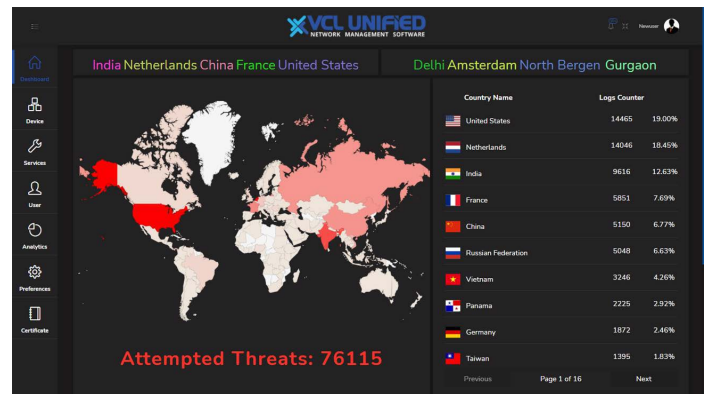 VCL UNIFIED
NETWORK MANAGEMENT SOFTWARE
Newuser
Dashboard
Device
Services
User
Analytics
Preferences
Certificate
India Netherlands China France United States
Delhi Amsterdam North Bergen Gurgaon
Attempted Threats: 76115
Country Name Logs Counter
United States 14465 19.00%
Netherlands 14046 18.45%
India 9616 12.63%
France 5851 7.69%
China 5150 6.77%
Russian Federation 5048 6.63%
Vietnam 3246 4.26%
Panama 2225 2.92%
Germany 1872 2.46%
Taiwan 1395 1.83%
Previous Page 1 of 16 Next